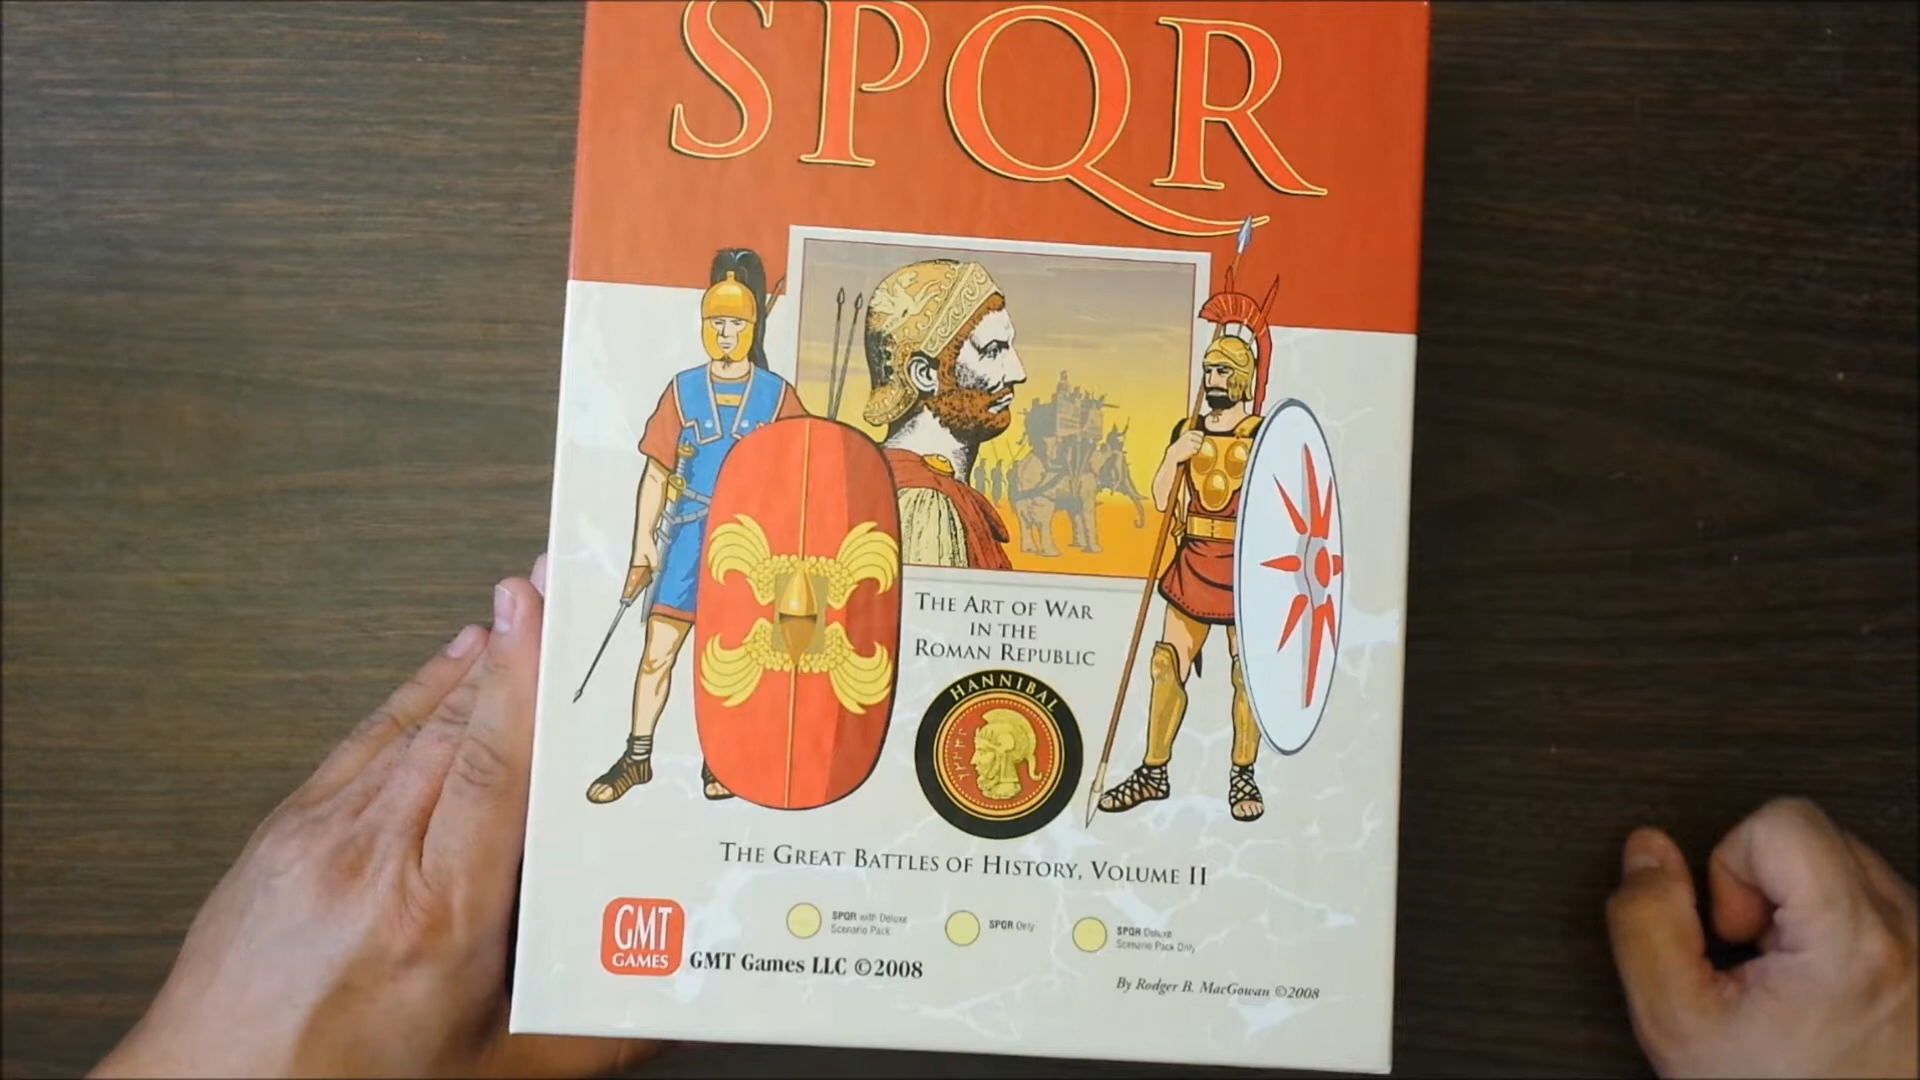 SPQR
THE ART OF WAR
IN THE
ROMAN REPUBLIC
HANNIBAL
THE GREAT BATTLES OF HISTORY, VOLUME II
SPQR with Deluxe
Scenario Pack
SPQR Only
SPQR Deluxe
Scenario Pack Only
GMT
GAMES
GMT Games LLC ©2008
By Rodger B. MacGowan ©2008